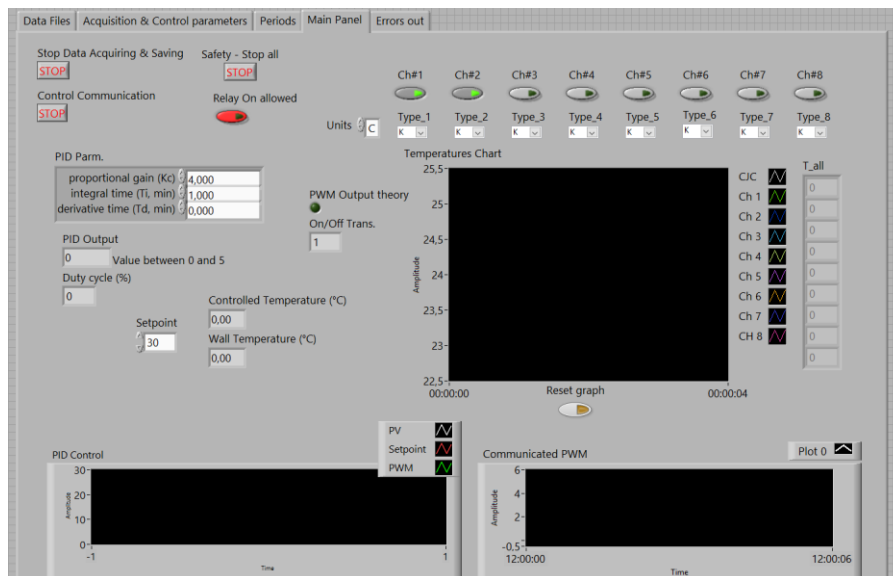 Data Files Acquisition & Control parameters Periods Main Panel Errors out
Stop Data Acquiring & Saving Safety - Stop all
STOP STOP
Ch#1 Ch#2 Ch#3 Ch#4 Ch#5 Ch#6 Ch#7 Ch#8
Control Communication Relay On allowed
STOP
Units C
Type_1 Type_2 Type_3 Type_4 Type_5 Type_6 Type_7 Type_8
K K K K K K K K
PID Parm.
proportional gain (Kc) 4,000
integral time (Ti, min) 1,000
derivative time (Td, min) 0,000
PWM Output theory
On/Off Trans.
1
PID Output
0 Value between 0 and 5
Duty cycle (%)
0
Controlled Temperature (°C)
0,00
Setpoint
30
Wall Temperature (°C)
0,00
Temperatures Chart
25,5
25
24,5
24
23,5
23
22,5
Amplitude
00:00:00 00:00:04
Reset graph
CJC
Ch 1
Ch 2
Ch 3
Ch 4
Ch 5
Ch 6
Ch 7
CH 8
T_all
0
0
0
0
0
0
0
0
0
PID Control
PV
Setpoint
PWM
30
20
10
0
Amplitude
-1 1
Time
Communicated PWM
Plot 0
6
4
2
-0.5
Amplitude
12:00:00 12:00:06
Time